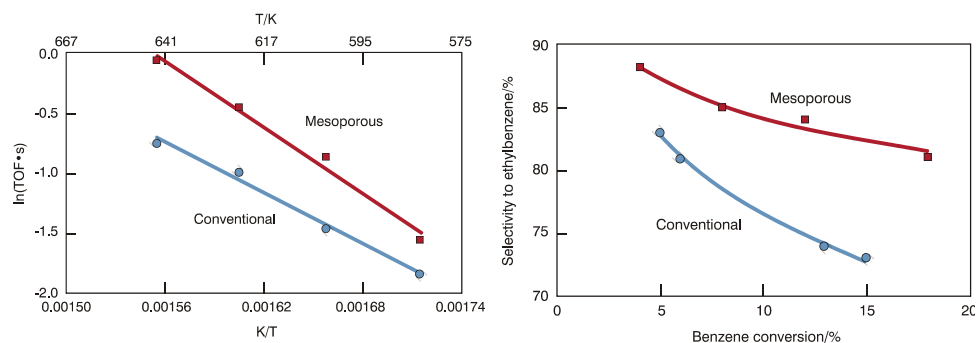 T/K
667 641 617 595 575
0.0
-0.5
-1.0
-1.5
-2.0
ln(TOF•s)
Mesoporous
Conventional
0.00150 0.00156 0.00162 0.00168 0.00174
K/T
90
85
80
75
70
Selectivity to ethylbenzene/%
Mesoporous
Conventional
0 5 10 15 20
Benzene conversion/%